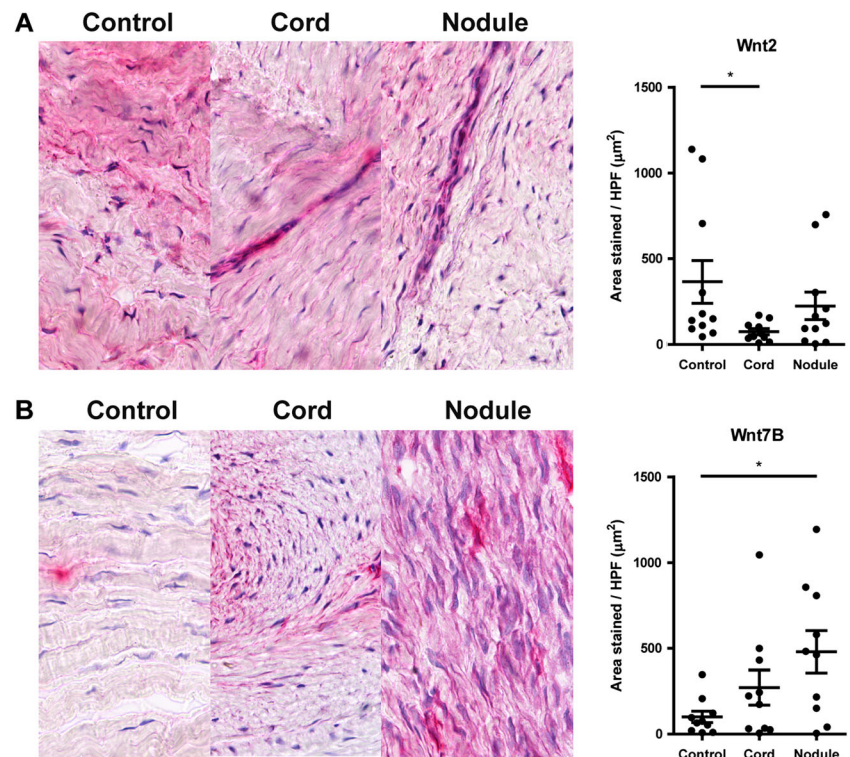 A
Control
Cord
Nodule
Wnt2
*
Area stained / HPF (µm²)
1500
1000
500
0
Control
Cord
Nodule
B
Control
Cord
Nodule
Wnt7B
*
Area stained / HPF (µm²)
1500
1000
500
0
Control
Cord
Nodule